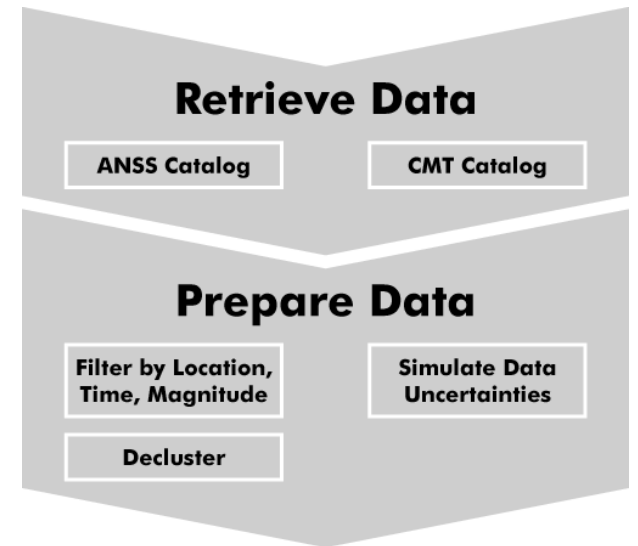 Retrieve Data
ANSS Catalog
CMT Catalog
Prepare Data
Filter by Location,
Time, Magnitude
Simulate Data
Uncertainties
Decluster